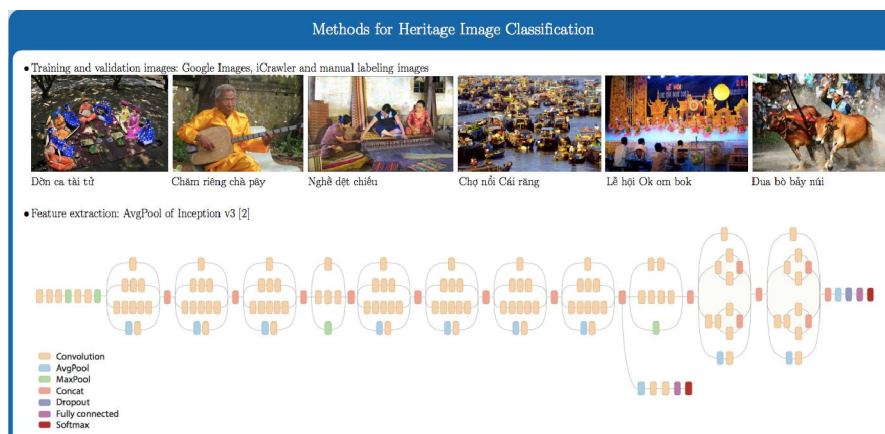 Methods for Heritage Image Classification
• Training and validation images: Google Images, iCrawler and manual labeling images
LỄ HỘI
Đờn ca tài tử
Chăm riêng chà pây
Nghề dệt chiếu
Chợ nổi Cái răng
Lễ hội Ok om bok
Đua bò bảy núi
• Feature extraction: AvgPool of Inception v3 [2]
Convolution
AvgPool
MaxPool
Concat
Dropout
Fully connected
Softmax